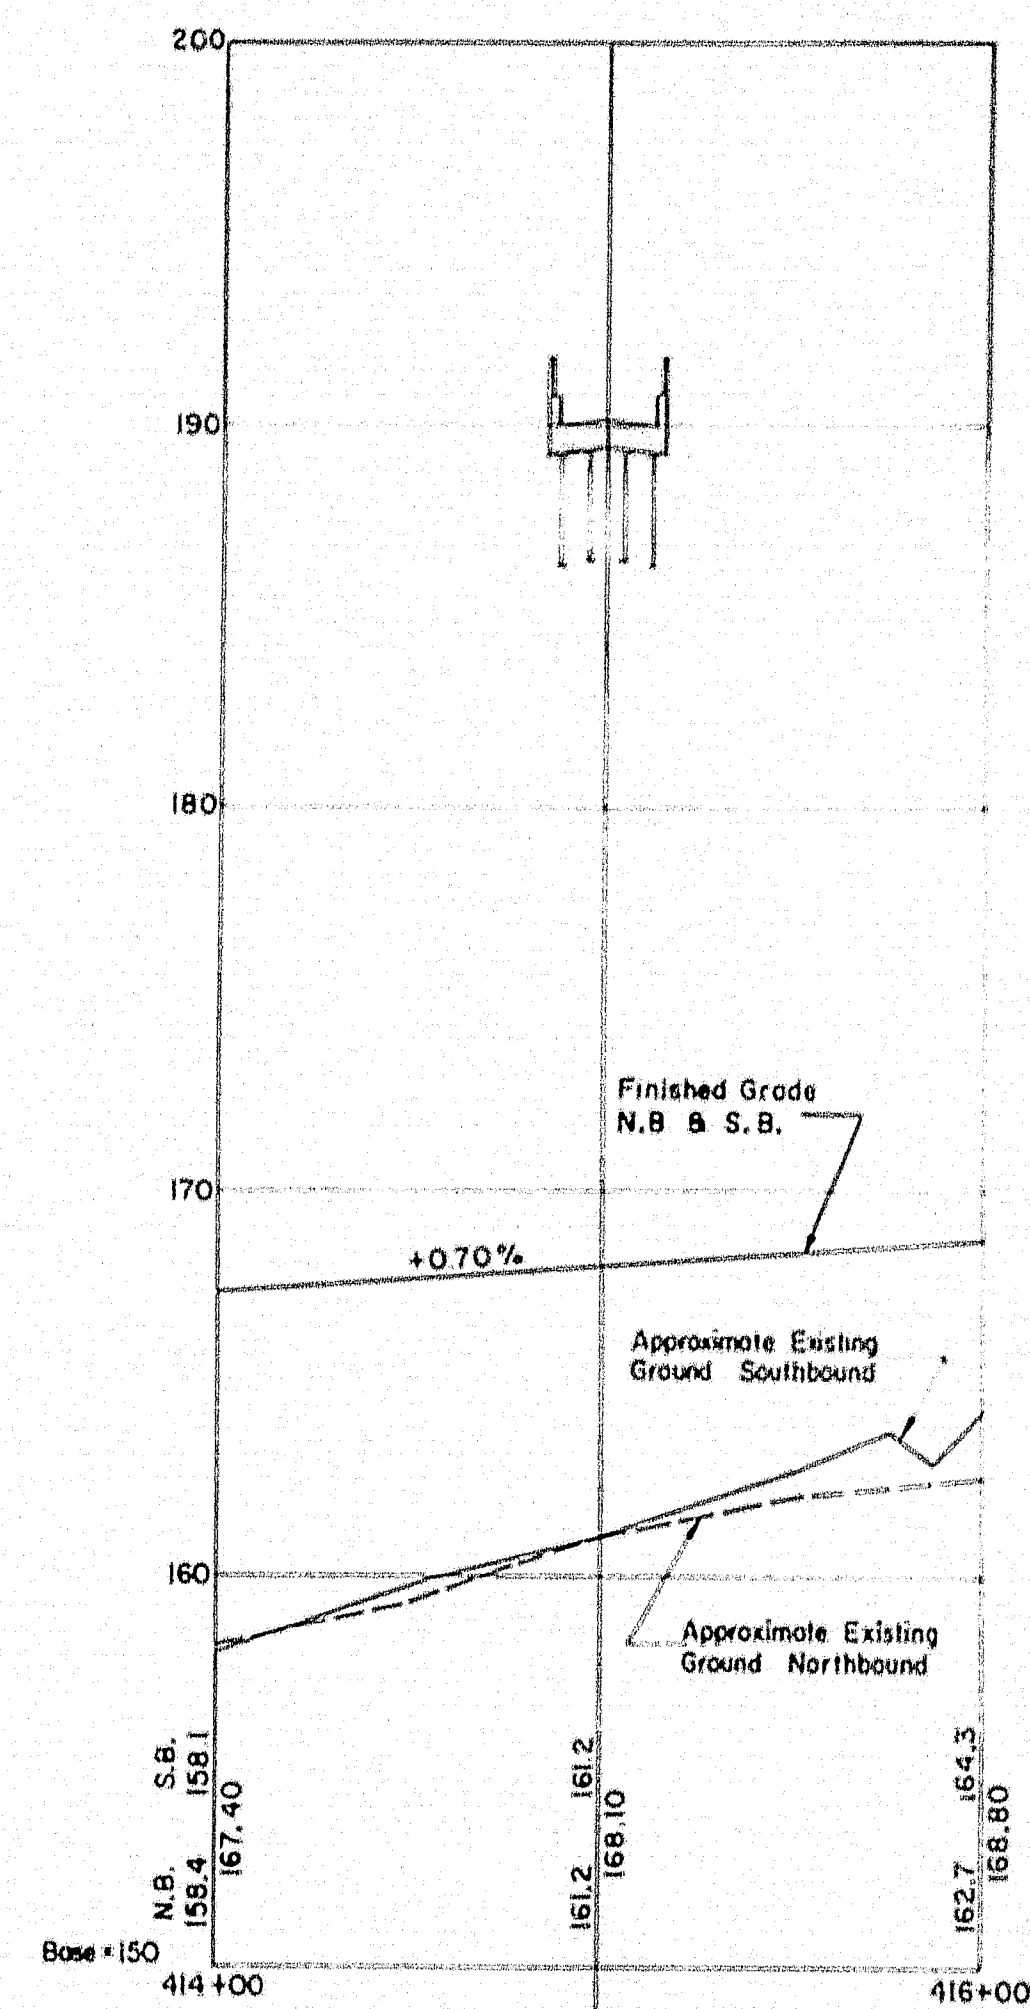 200
190
180
Finished Grade
N.B & S.B.
170
+0.70%
Approximate Existing
Ground Southbound
160
Approximate Existing
Ground Northbound
S.B.
158.1
N.B.
158.4
167.40
161.2
161.2
168.10
164.3
162.7
168.80
Base = 150
414+00
416+00